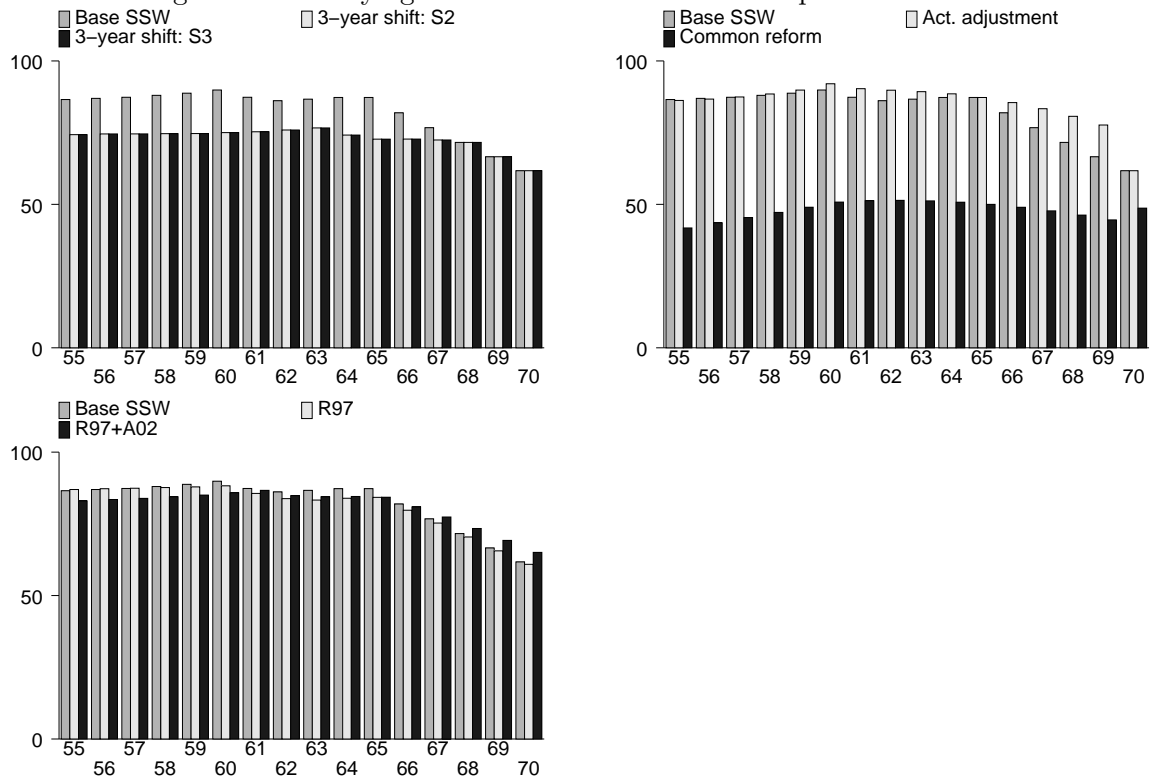 Base SSW 3−year shift: S2
3−year shift: S3
100
50
0
55 57 59 61 63 65 67 69
56 58 60 62 64 66 68 70
Base SSW Act. adjustment
Common reform
100
50
0
55 57 59 61 63 65 67 69
56 58 60 62 64 66 68 70
Base SSW R97
R97+A02
100
50
0
55 57 59 61 63 65 67 69
56 58 60 62 64 66 68 70